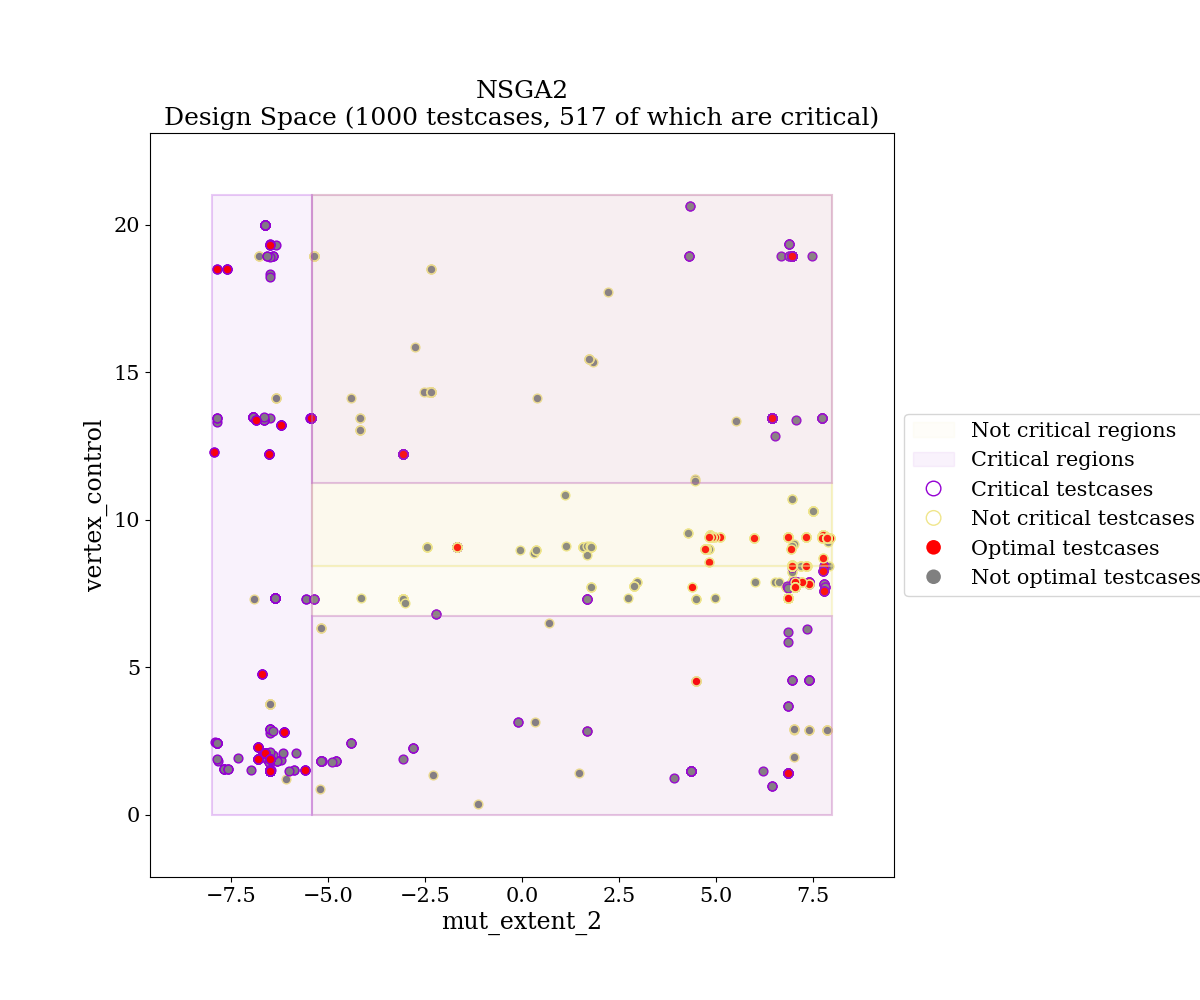 NSGA2
Design Space (1000 testcases, 517 of which are critical)
20
15
10
5
0
vertex_control
−7.5
−5.0
−2.5
0.0
2.5
5.0
7.5
mut_extent_2
Not critical regions
Critical regions
Critical testcases
Not critical testcases
Optimal testcases
Not optimal testcases